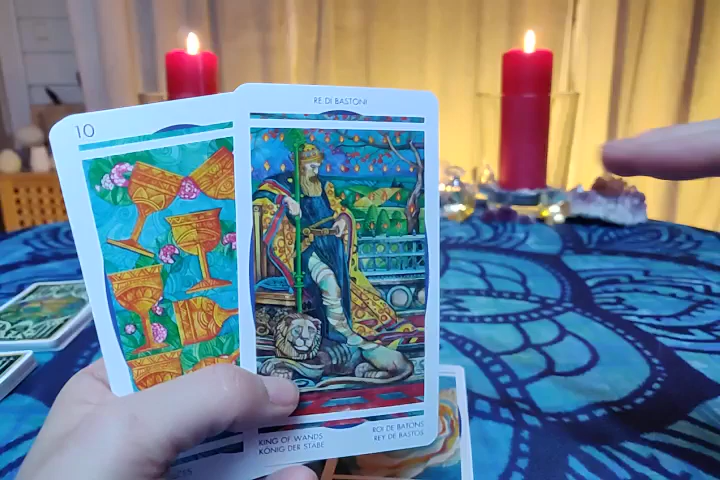 10
RE DI BASTONI
KING OF WANDS
KÖNIG DER STÄBE
ROI DE BATONS
REY DE BASTOS